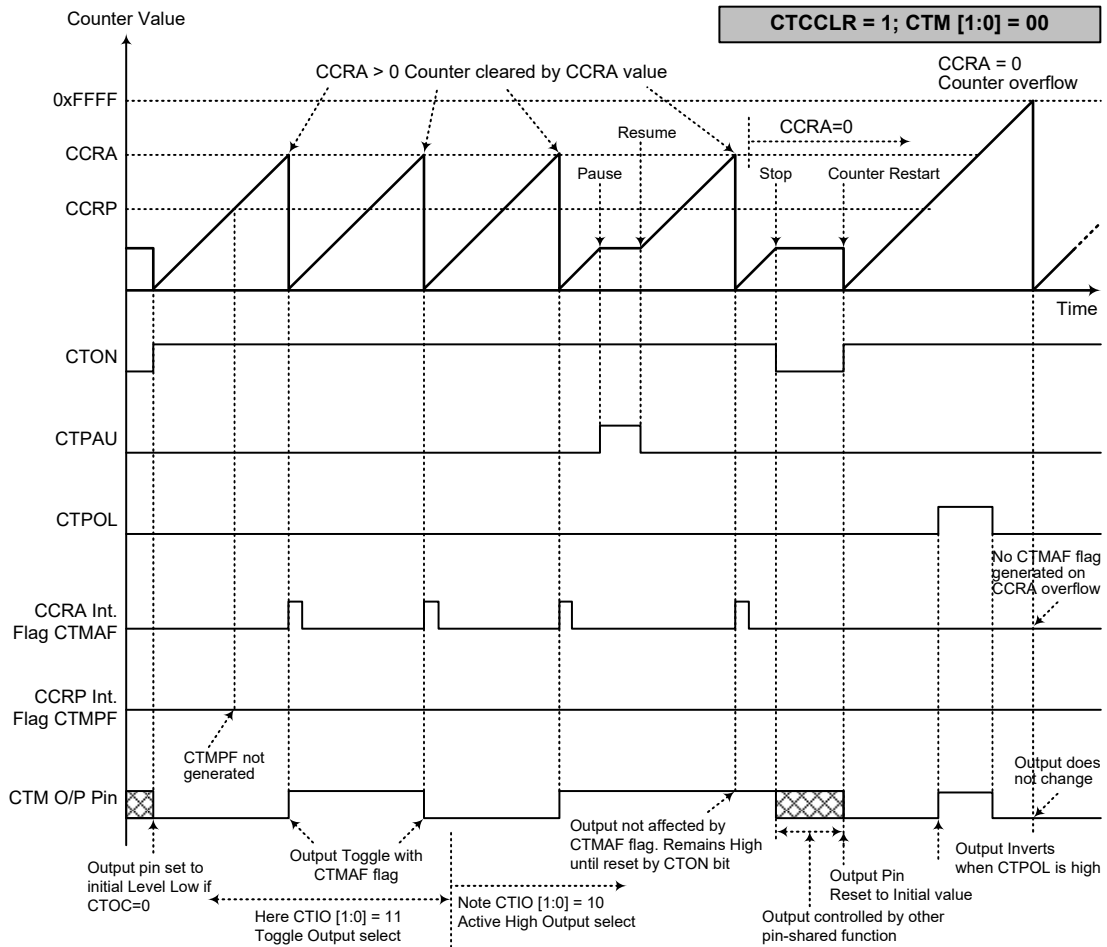 Counter Value
CTCCLR = 1; CTM [1:0] = 00
CCRA > 0 Counter cleared by CCRA value
CCRA = 0
Counter overflow
0xFFFF
Resume
CCRA=0
CCRA
Pause
Stop
Counter Restart
CCRP
Time
CTON
CTPAU
CTPOL
No CTMAF flag
generated on
CCRA overflow
CCRA Int.
Flag CTMAF
CCRP Int.
Flag CTMPF
CTMPF not
generated
Output does
not change
CTM O/P Pin
Output pin set to
initial Level Low if
CTOC=0
Output Toggle with
CTMAF flag
Here CTIO [1:0] = 11
Toggle Output select
Note CTIO [1:0] = 10
Active High Output select
Output not affected by
CTMAF flag. Remains High
until reset by CTON bit
Output Pin
Reset to Initial value
Output controlled by other
pin-shared function
Output Inverts
when CTPOL is high